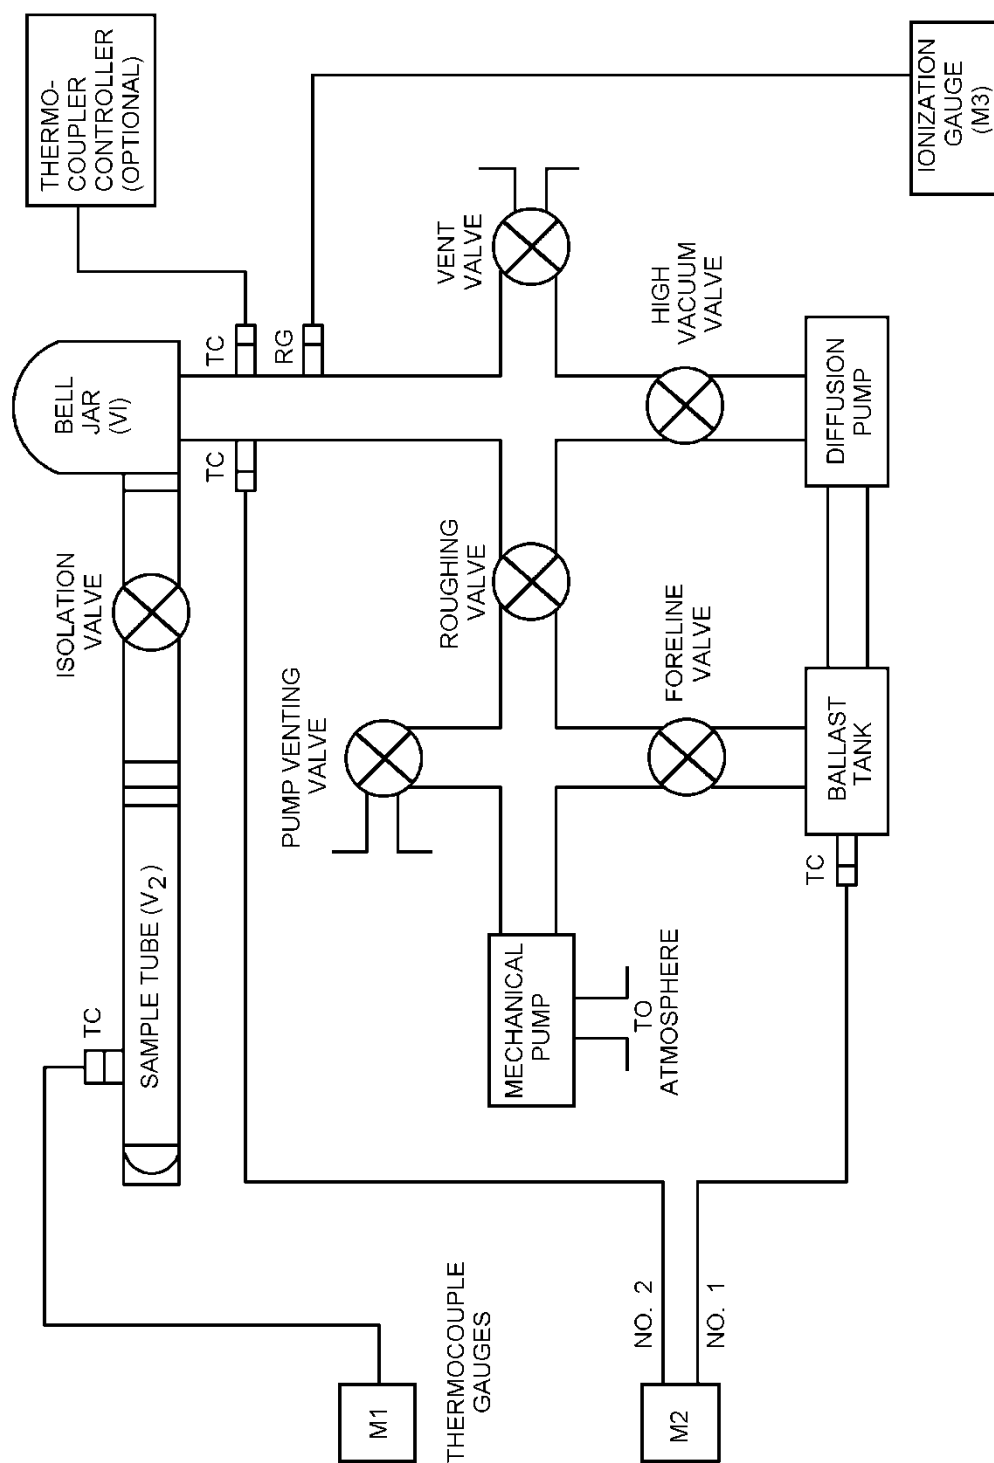 THERMO-
COUPLER
CONTROLLER
(OPTIONAL)
IONIZATION
GAUGE
(M3)
BELL
JAR
(VI)
TC
RG
VENT
VALVE
HIGH
VACUUM
VALVE
DIFFUSION
PUMP
TC
ISOLATION
VALVE
ROUGHING
VALVE
FORELINE
VALVE
BALLAST
TANK
TC
PUMP VENTING
VALVE
SAMPLE TUBE (V2)
TC
MECHANICAL
PUMP
TO
ATMOSPHERE
M1
THERMOCOUPLE
GAUGES
NO. 2
NO. 1
M2